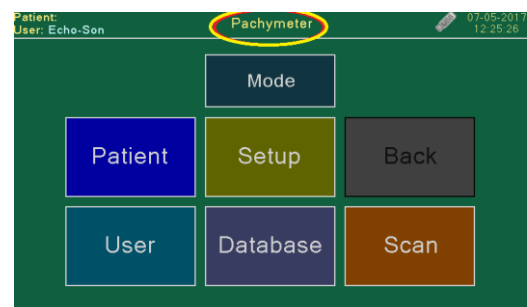 Patient:
User: Echo-Son
Pachymeter
07-05-2017
12:25:26
Mode
Patient
Setup
Back
User
Database
Scan